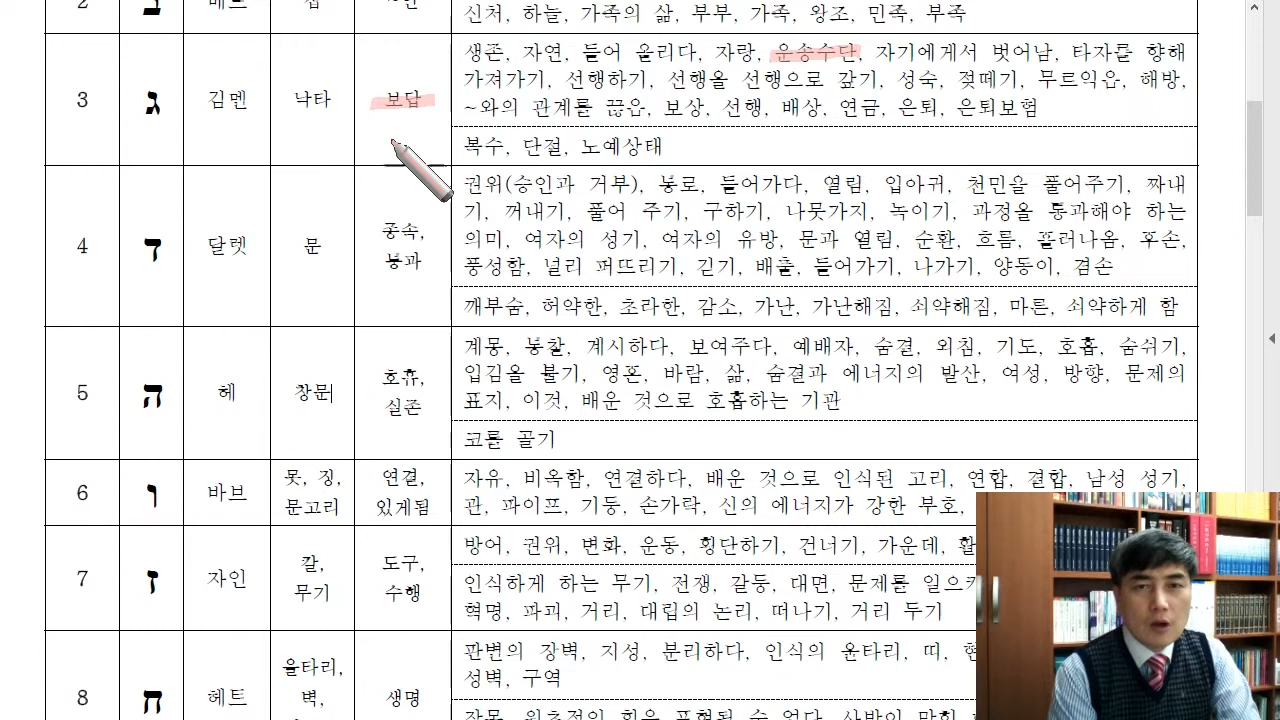 신처, 하늘, 가족의 삶, 부부, 가족, 왕조, 민족, 부족
3 ג 김멜 낙타 보답
생존, 자연, 들어 올리다, 자랑, 운송수단, 자기에게서 벗어남, 타자를 향해
가져가기, 선행하기, 선행을 선행으로 갚기, 성숙, 젖떼기, 무르익음, 해방,
~와의 관계를 끊음, 보상, 선행, 배상, 연금, 은퇴, 은퇴보험
복수, 단절, 노예상태
4 ד 달렛 문 종속, 통과
권위(승인과 거부), 통로, 들어가다, 열림, 입아귀, 천민을 풀어주기, 짜내
기, 꺼내기, 풀어 주기, 구하기, 나뭇가지, 녹이기, 과정을 통과해야 하는
의미, 여자의 성기, 여자의 유방, 문과 열림, 순환, 흐름, 흘러나옴, 후손,
풍성함, 널리 퍼뜨리기, 긷기, 배출, 들어가기, 나가기, 양동이, 겸손
깨부숨, 허약한, 초라한, 감소, 가난, 가난해짐, 쇠약해짐, 마른, 쇠약하게 함
5 ה 헤 창문 호흡, 실존
계몽, 통찰, 계시하다, 보여주다, 예배자, 숨결, 외침, 기도, 호흡, 숨쉬기,
입김을 불기, 영혼, 바람, 삶, 숨결과 에너지의 발산, 여성, 방향, 문제의
표지, 이것, 배운 것으로 호흡하는 기관
코를 골기
6 ו 바브 못, 징, 문고리 연결, 있게됨
자유, 비옥함, 연결하다, 배운 것으로 인식된 고리, 연합, 결합, 남성 성기,
관, 파이프, 기둥, 손가락, 신의 에너지가 강한 부호,
7 ז 자인 칼, 무기 도구, 수행
권위, 변화, 운동, 횡단하기, 건너기, 가운데
인식하게 하는 무기, 전쟁, 갈등, 대면, 문제를
거리, 대립의 논리, 떠나기, 거리 두기
8 ח 헤트 울타리, 벽, 생명
장벽, 지성, 분리하다, 인식의 울타리, 띠,
구역